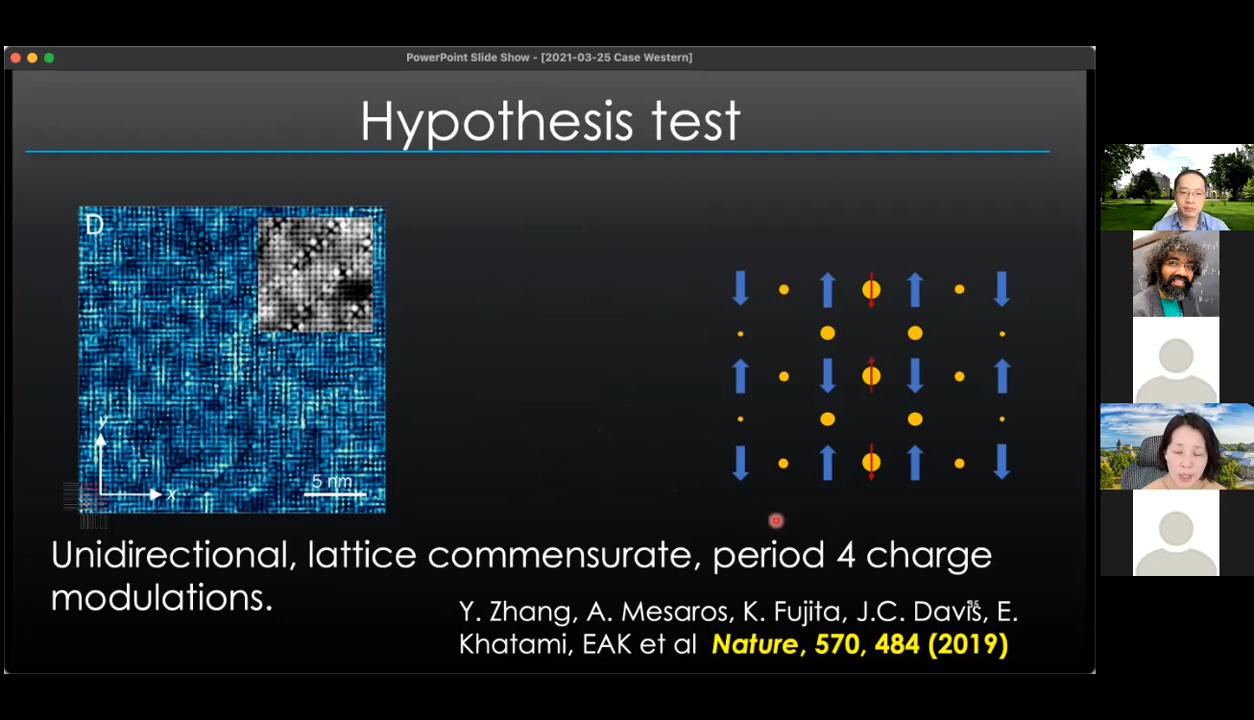 PowerPoint Slide Show - [2021-03-25 Case Western]
Hypothesis test
D
y
x
5 nm
Unidirectional, lattice commensurate, period 4 charge
modulations.
Y. Zhang, A. Mesaros, K. Fujita, J.C. Davis, E.
Khatami, EAK et al Nature, 570, 484 (2019)